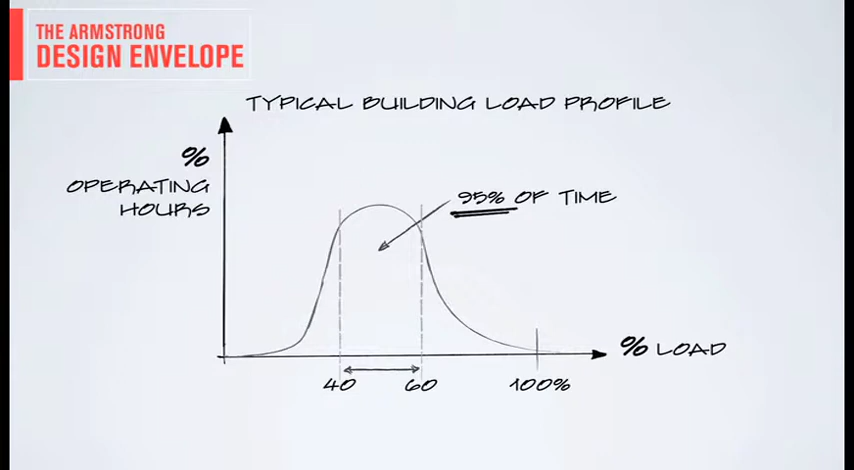 THE ARMSTRONG
DESIGN ENVELOPE
TYPICAL BUILDING LOAD PROFILE
%
OPERATING
HOURS
95% OF TIME
% LOAD
40
60
100%